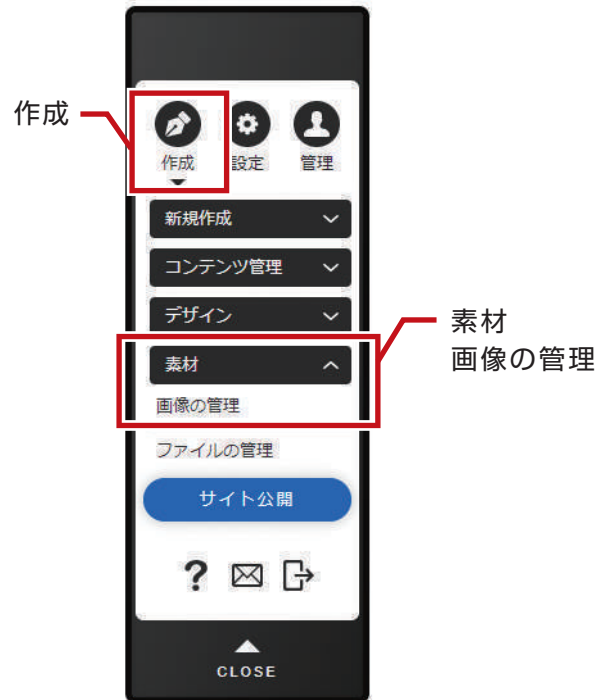 作成
作成
設定
管理
新規作成
コンテンツ管理
デザイン
素材
画像の管理
素材
画像の管理
ファイルの管理
サイト公開
?
CLOSE